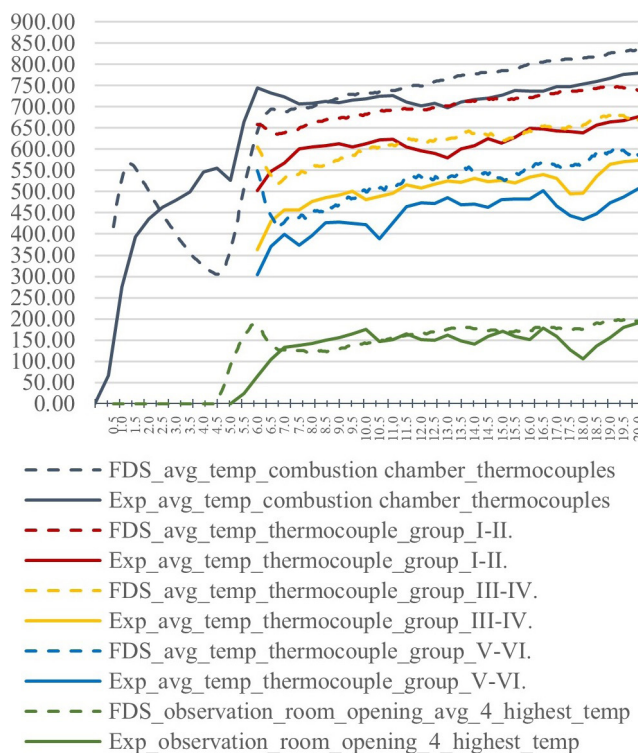 900.00
850.00
800.00
750.00
700.00
650.00
600.00
550.00
500.00
450.00
400.00
350.00
300.00
250.00
200.00
150.00
100.00
50.00
0.00
0.5 1.0 1.5 2.0 2.5 3.0 3.5 4.0 4.5 5.0 5.5 6.0 6.5 7.0 7.5 8.0 8.5 9.0 9.5 10.0 10.5 11.0 11.5 12.0 12.5 13.0 13.5 14.0 14.5 15.0 15.5 16.0 16.5 17.0 17.5 18.0 18.5 19.0 19.5 20.0
FDS_avg_temp_combustion chamber_thermocouples
Exp_avg_temp_combustion chamber_thermocouples
FDS_avg_temp_thermocouple_group_I-II.
Exp_avg_temp_thermocouple_group_I-II.
FDS_avg_temp_thermocouple_group_III-IV.
Exp_avg_temp_thermocouple_group_III-IV.
FDS_avg_temp_thermocouple_group_V-VI.
Exp_avg_temp_thermocouple_group_V-VI.
FDS_observation_room_opening_avg_4_highest_temp
Exp_observation_room_opening_4_highest_temp